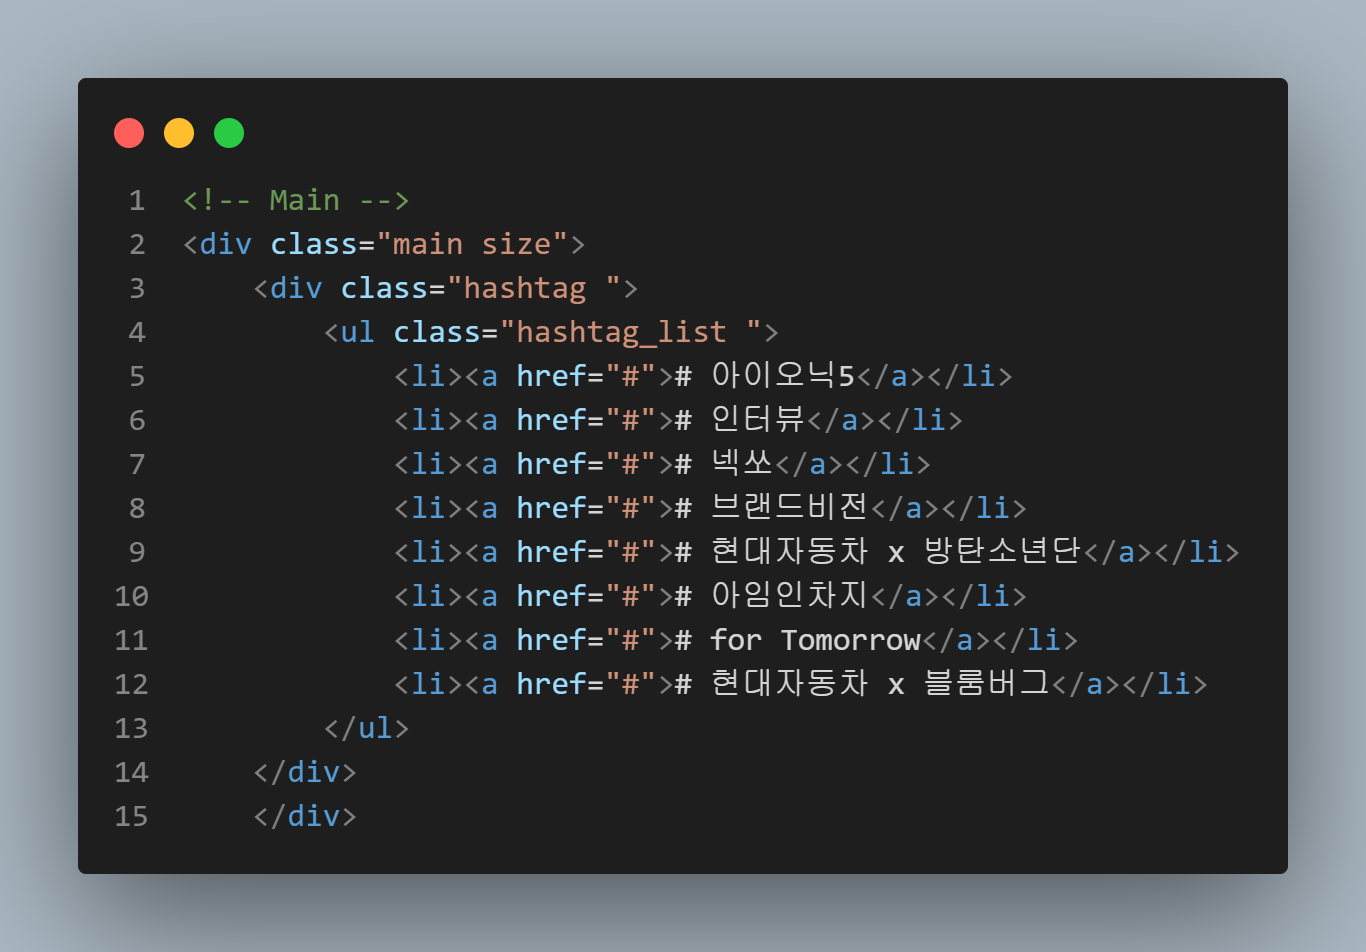 1 <!-- Main -->
2 <div class="main size">
3     <div class="hashtag ">
4         <ul class="hashtag_list ">
5             <li><a href="#"># 아이오닉5</a></li>
6             <li><a href="#"># 인터뷰</a></li>
7             <li><a href="#"># 넥쏘</a></li>
8             <li><a href="#"># 브랜드비전</a></li>
9             <li><a href="#"># 현대자동차 x 방탄소년단</a></li>
10             <li><a href="#"># 아임인차지</a></li>
11             <li><a href="#"># for Tomorrow</a></li>
12             <li><a href="#"># 현대자동차 x 블룸버그</a></li>
13         </ul>
14     </div>
15     </div>